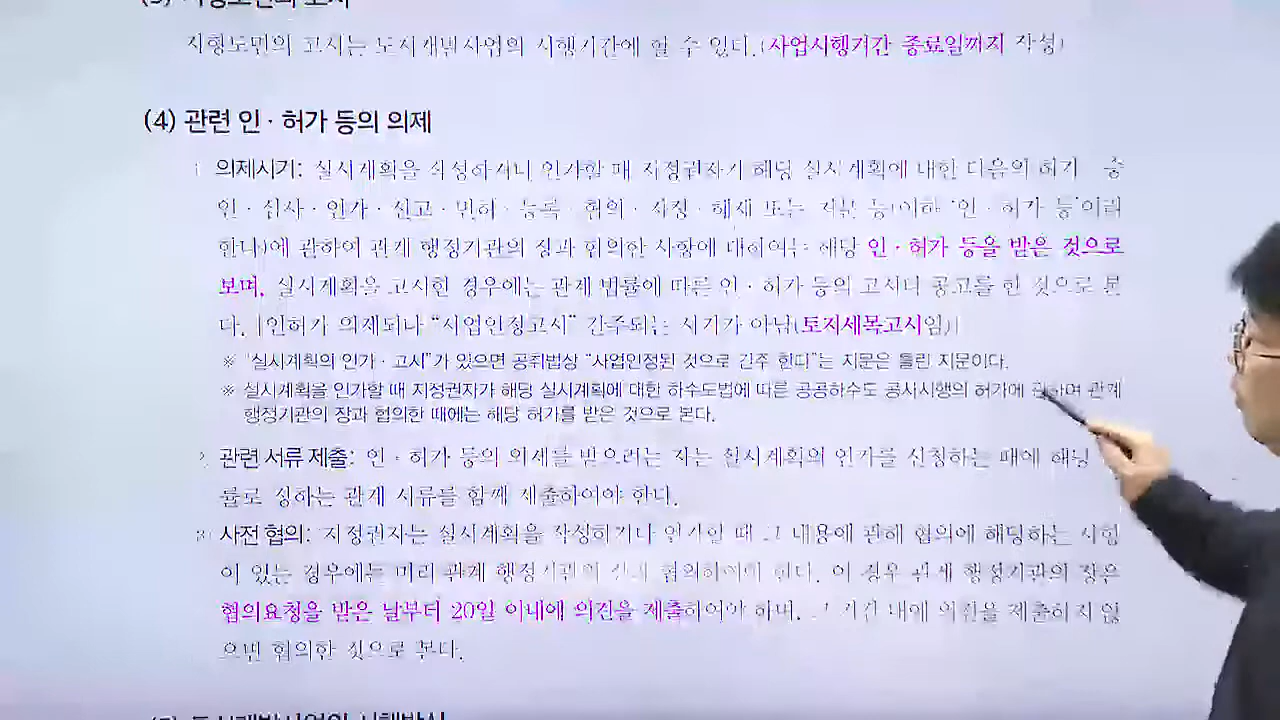 지형도면의 고시는 도시개발사업의 시행기간에 할 수 있다.(사업시행기간 종료일까지 작성)
(4) 관련 인·허가 등의 의제
1 의제시기: 실시계획을 작성하거나 인가할 때 지정권자가 해당 실시계획에 대한 다음의 허가·승
인·심사·인가·신고·면허·등록·협의·지정·해제 또는 처분 등(이하 '인·허가 등'이라
한다)에 관하여 관계 행정기관의 장과 협의한 사항에 대하여는 해당 인·허가 등을 받은 것으로
보며, 실시계획을 고시한 경우에는 관계 법률에 따른 인·허가 등의 고시나 공고를 한 것으로 본
다. [인허가 의제되나 "사업인정고시" 간주되는 시기가 아님(토지세목고시임)]
※ "실시계획의 인가·고시"가 있으면 공취법상 "사업인정된 것으로 간주 한다"는 지문은 틀린 지문이다.
※ 실시계획을 인가할 때 지정권자가 해당 실시계획에 대한 하수도법에 따른 공공하수도 공사시행의 허가에 관하여 관계
행정기관의 장과 협의한 때에는 해당 허가를 받은 것으로 본다.
2 관련 서류 제출: 인·허가 등의 의제를 받으려는 자는 실시계획의 인가를 신청하는 때에 해당
률로 정하는 관계 서류를 함께 제출하여야 한다.
3 사전 협의: 지정권자는 실시계획을 작성하거나 인가할 때 그 내용에 관해 협의에 해당하는 사항
이 있는 경우에는 미리 관계 행정기관의 장과 협의하여야 한다. 이 경우 관계 행정기관의 장은
협의요청을 받은 날부터 20일 이내에 의견을 제출하여야 하며, 그 기간 내에 의견을 제출하지 않
으면 협의한 것으로 본다.